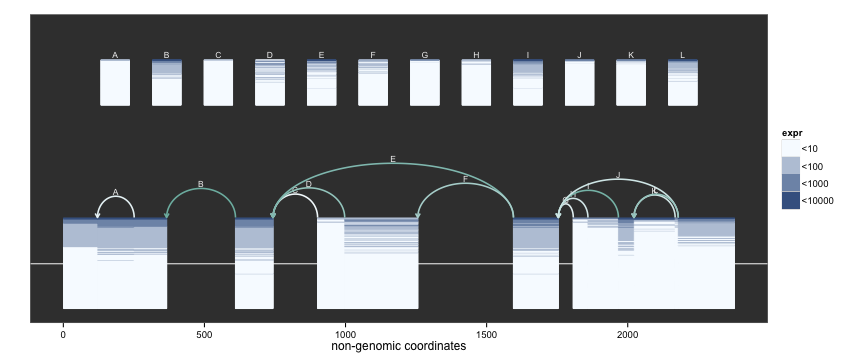 A B C D E F G H I J K L
expr
<10
<100
<1000
<10000
E
J
F
B
D
A
C
H
I
K
G
0 500 1000 1500 2000
non-genomic coordinates